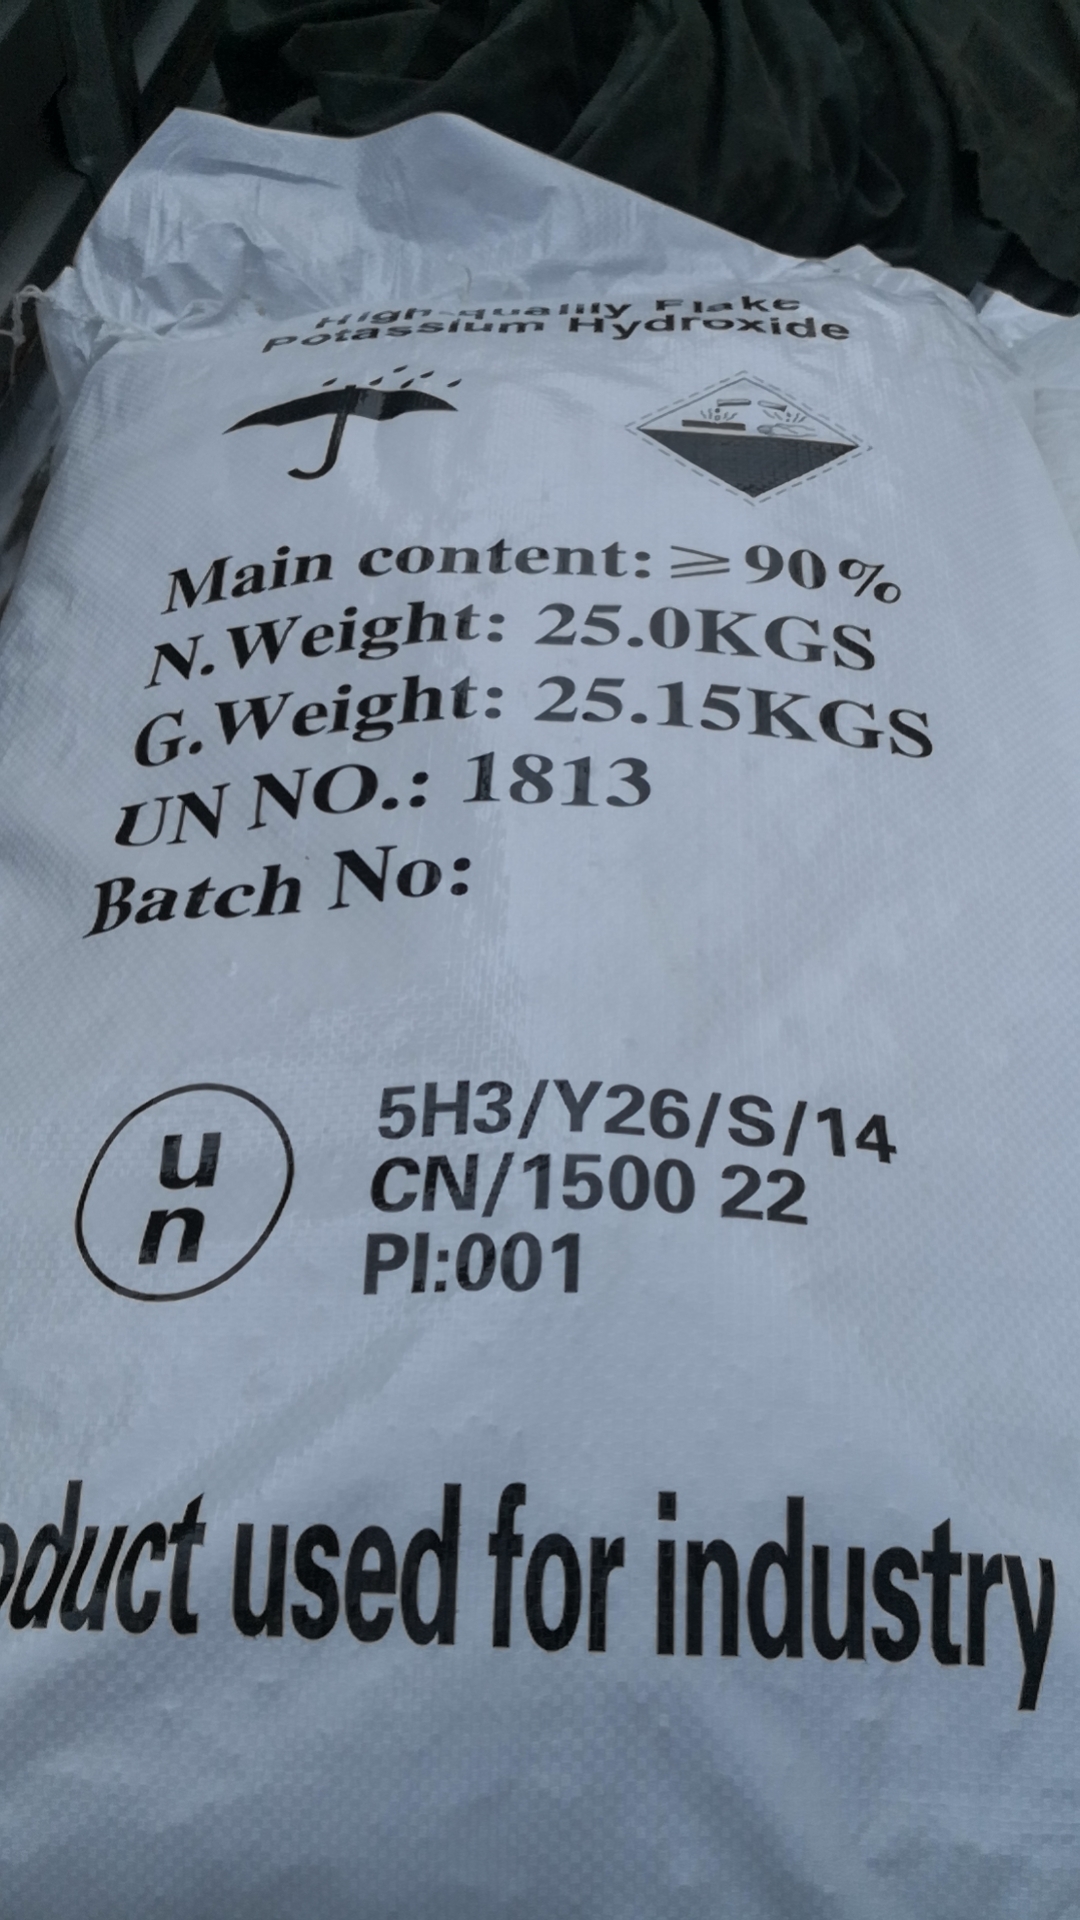 High-quality Flake
Potassium Hydroxide
Main content: ≥90%
N.Weight: 25.0KGS
G.Weight: 25.15KGS
UN NO.: 1813
Batch No:
u
n
5H3/Y26/S/14
CN/1500 22
PI:001
oduct used for industry